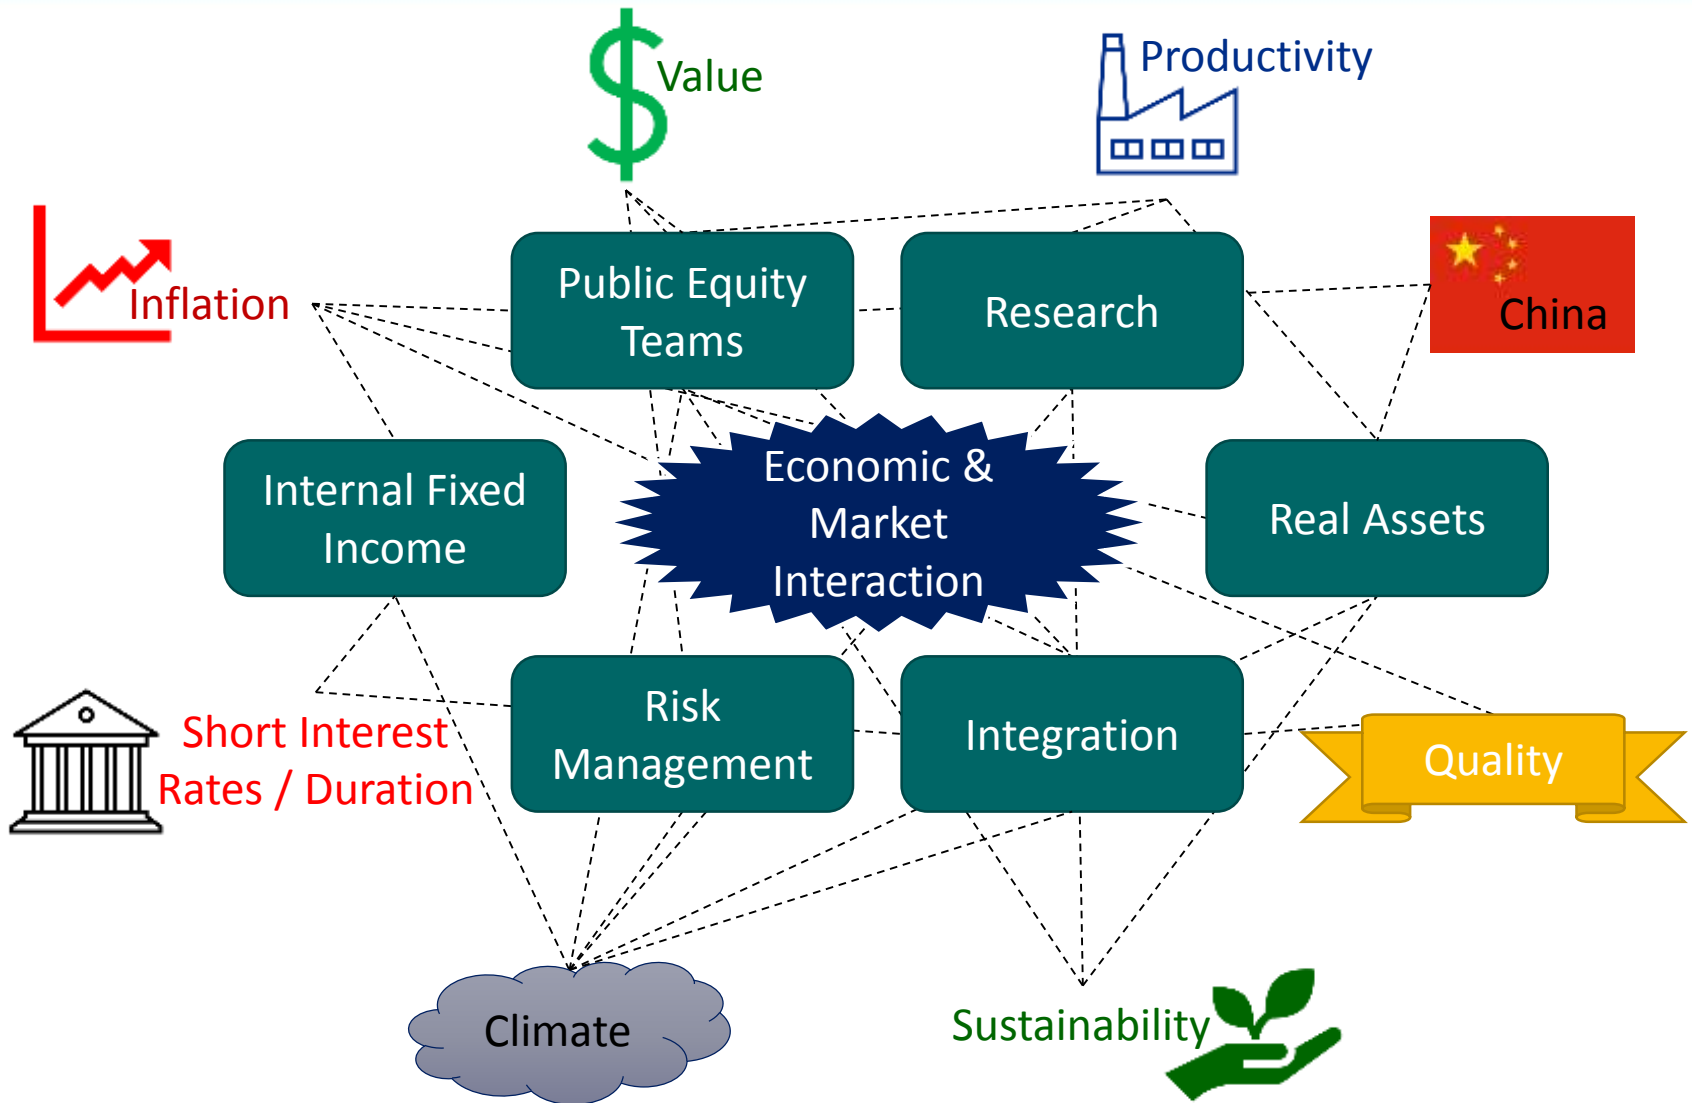 Value
Productivity
Inflation
Public Equity
Teams
Research
China
Internal Fixed
Income
Economic &
Market
Interaction
Real Assets
Short Interest
Rates / Duration
Risk
Management
Integration
Quality
Climate
Sustainability